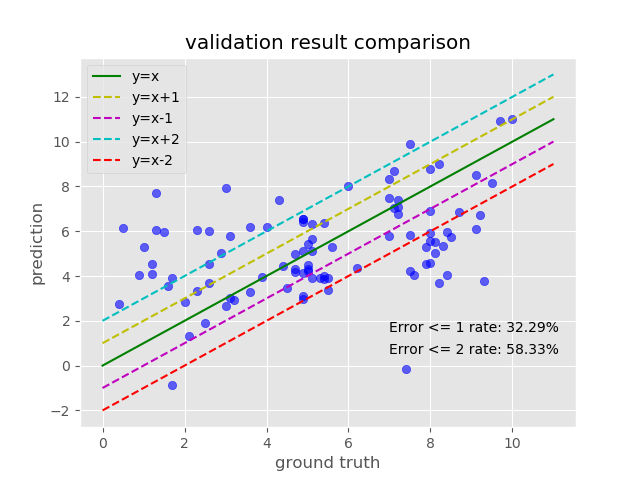 validation result comparison
y=x
y=x+1
y=x-1
y=x+2
y=x-2
12
10
8
6
4
2
0
−2
prediction
Error <= 1 rate: 32.29%
Error <= 2 rate: 58.33%
0 2 4 6 8 10
ground truth